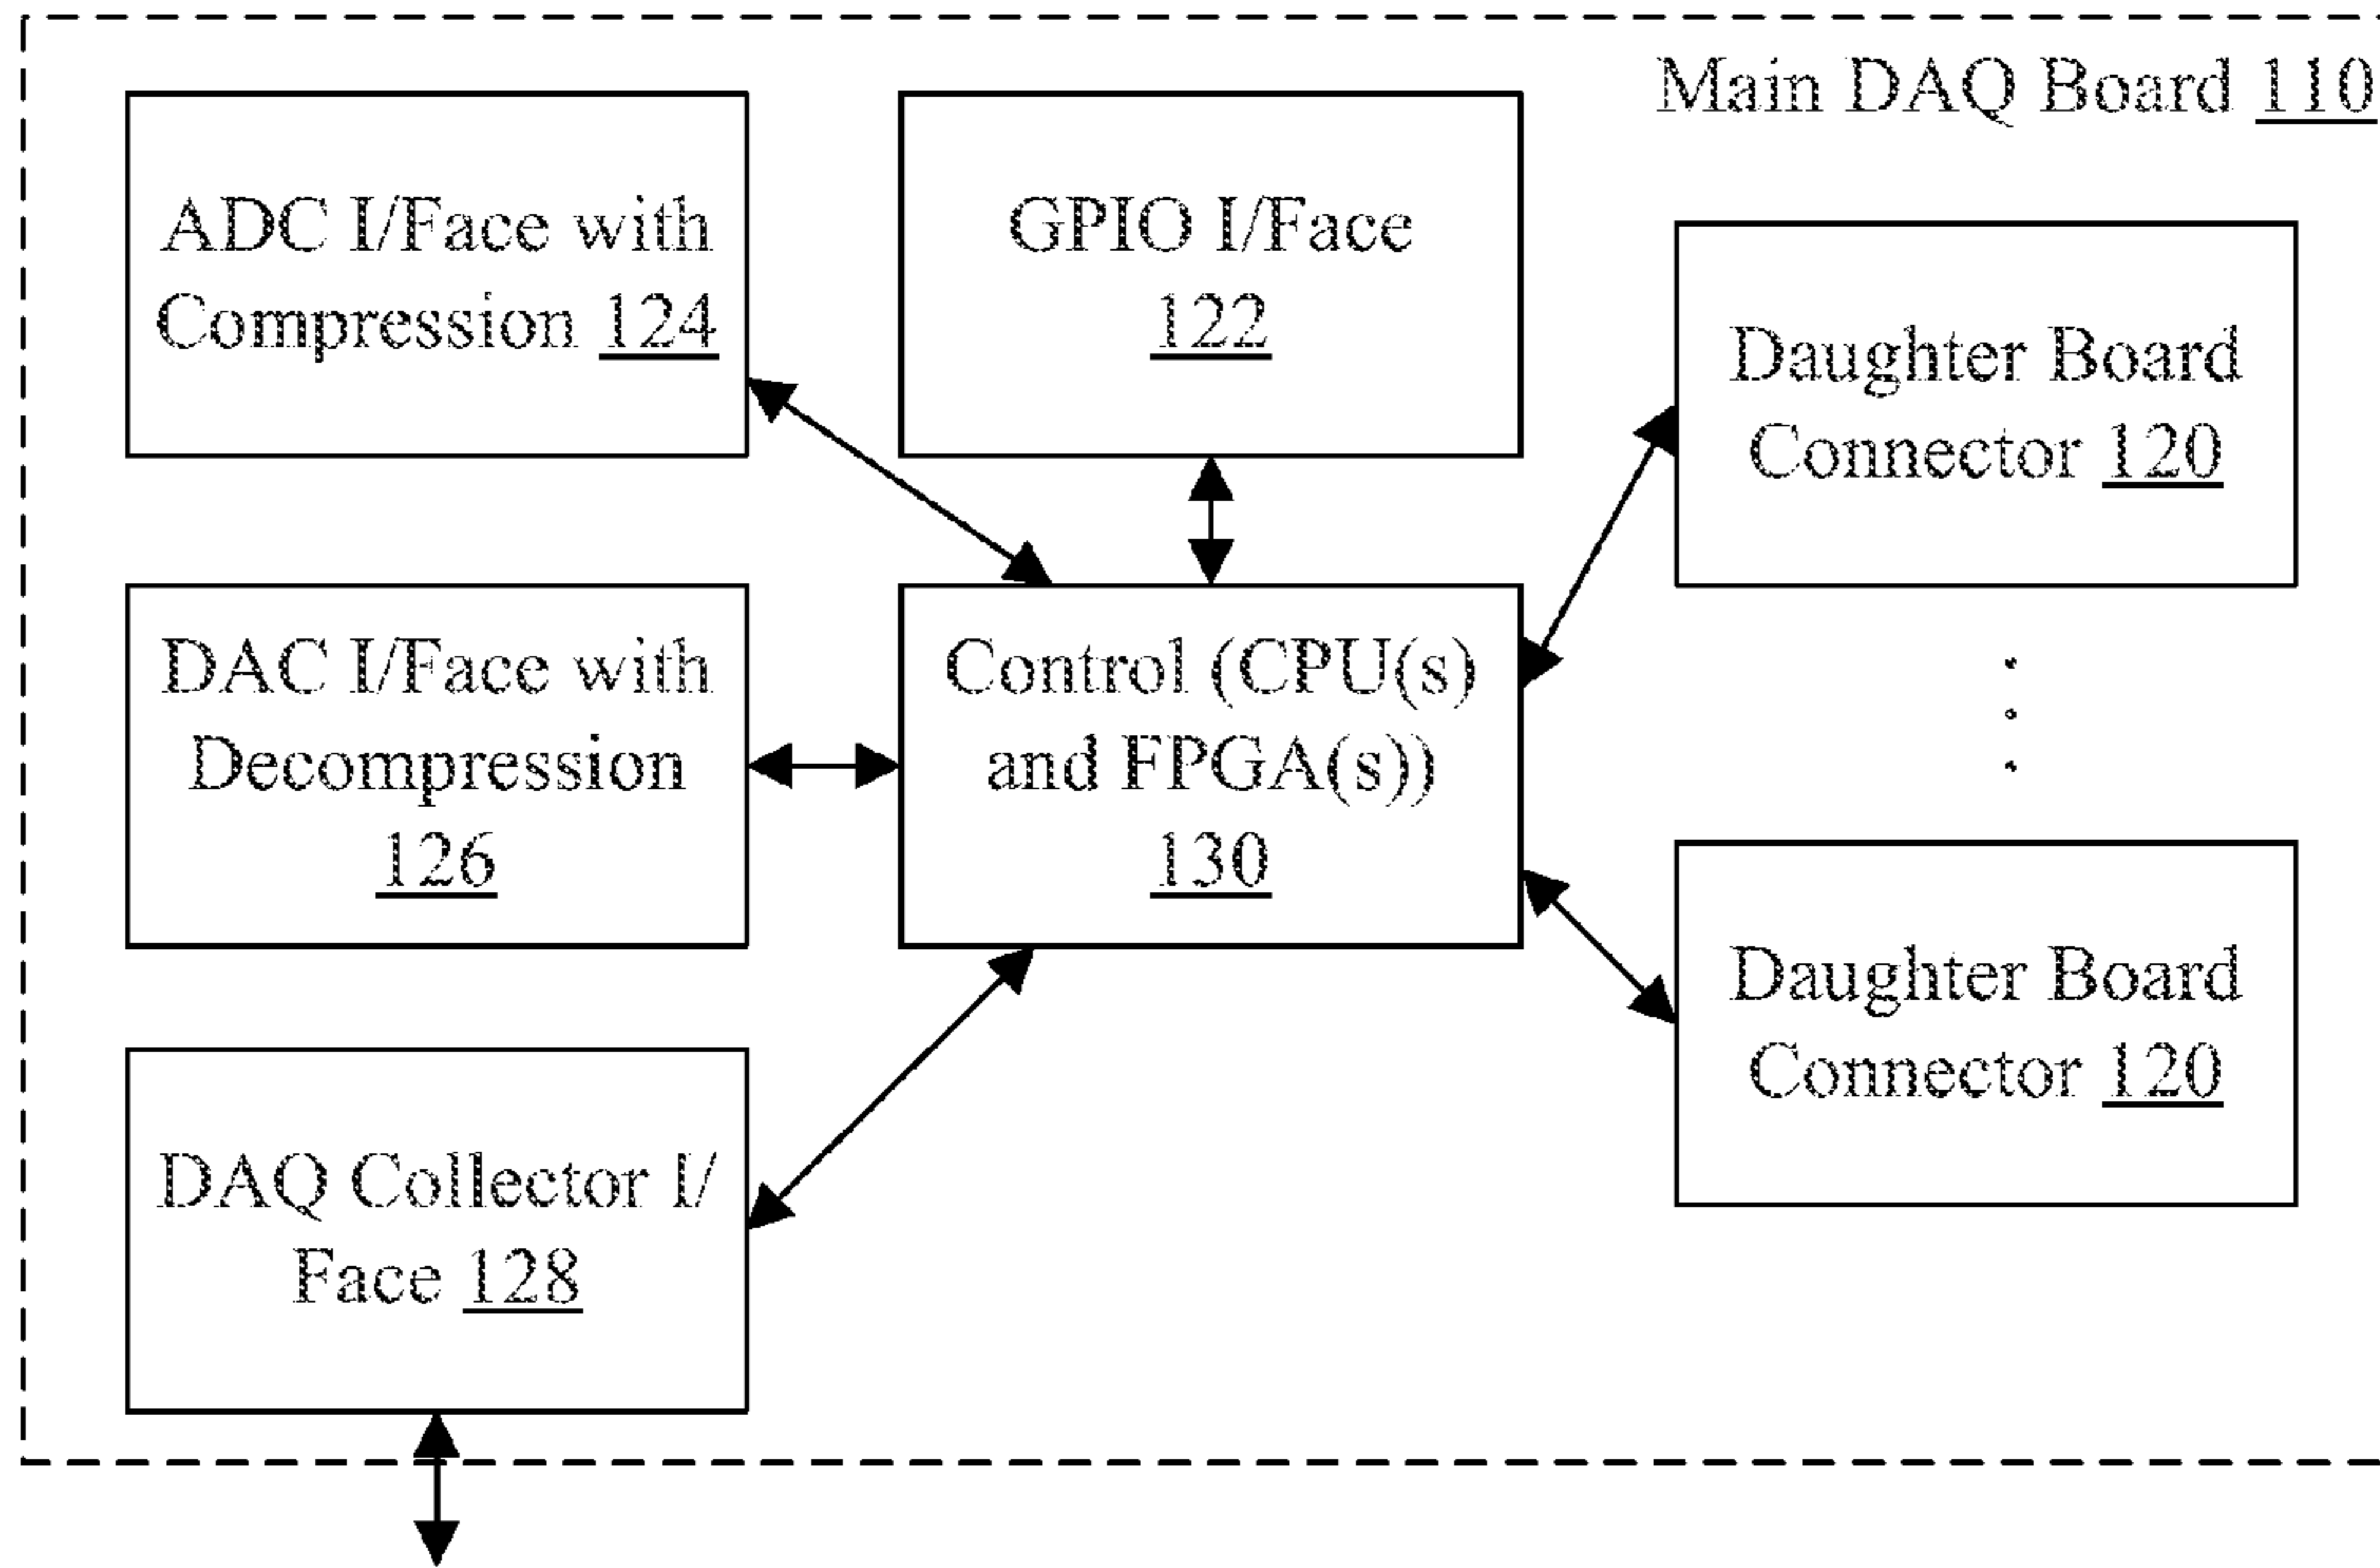 Main DAQ Board 110
ADC I/Face with
Compression 124
GPIO I/Face
122
Daughter Board
Connector 120
DAC I/Face with
Decompression
126
Control (CPU(s)
and FPGA(s))
130
Daughter Board
Connector 120
DAQ Collector I/
Face 128